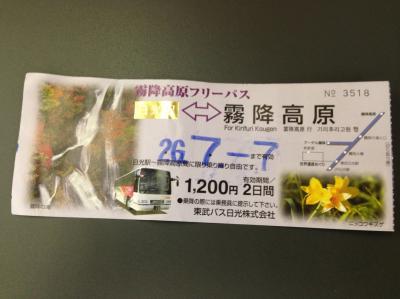 霧降高原フリーパス
No 3518
⇔ 霧降高原
For Kirifuri Kougen 霧降高原 行
26.7-7 まで有効
日光駅～霧降高原間に限り乗り降り自由です。
1,200円 有効期間/2日間
●乗降の際には乗務員に提示して下さい。
東武バス日光株式会社
ニッコウキスゲ